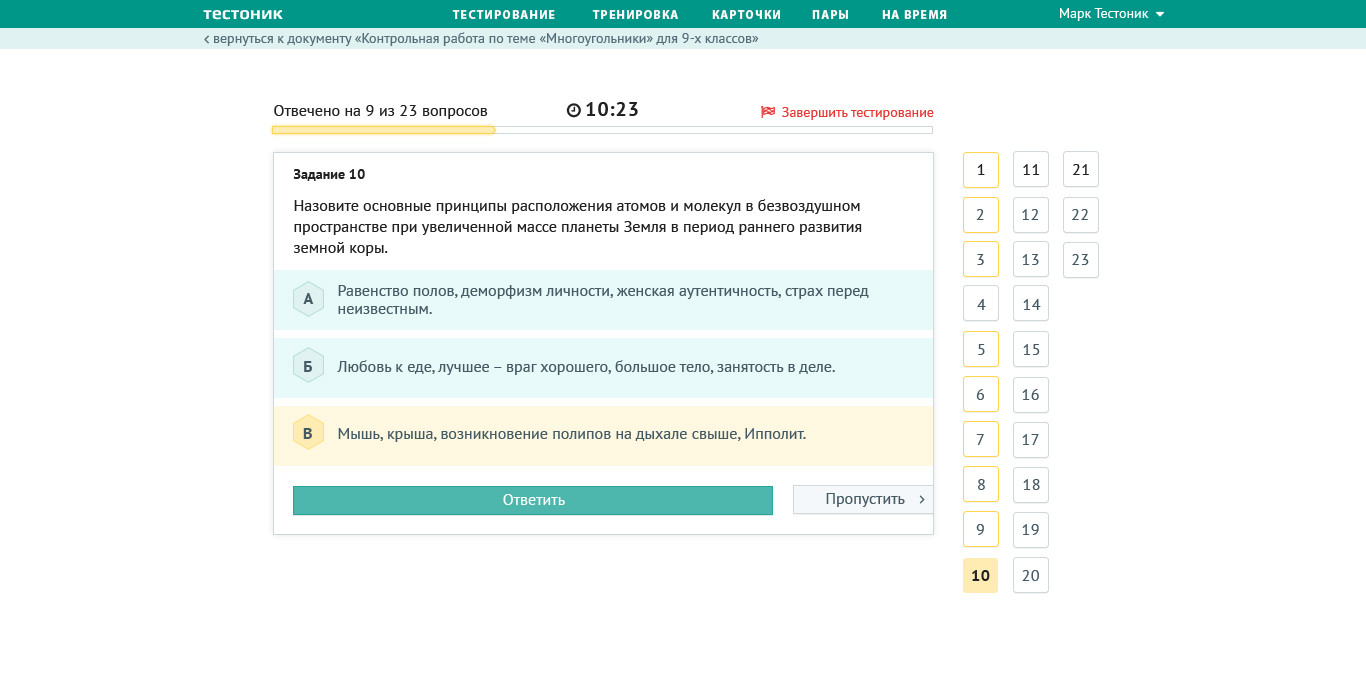 тестоник ТЕСТИРОВАНИЕ ТРЕНИРОВКА КАРТОЧКИ ПАРЫ НА ВРЕМЯ Марк Тестоник
вернуться к документу «Контрольная работа по теме «Многоугольники» для 9-х классов»
Отвечено на 9 из 23 вопросов 10:23 Завершить тестирование
Задание 10
Назовите основные принципы расположения атомов и молекул в безвоздушном
пространстве при увеличенной массе планеты Земля в период раннего развития
земной коры.
А Равенство полов, деморфизм личности, женская аутентичность, страх перед
неизвестным.
Б Любовь к еде, лучшее – враг хорошего, большое тело, занятость в деле.
В Мышь, крыша, возникновение полипов на дыхале свыше, Ипполит.
Ответить Пропустить
1 11 21
2 12 22
3 13 23
4 14
5 15
6 16
7 17
8 18
9 19
10 20